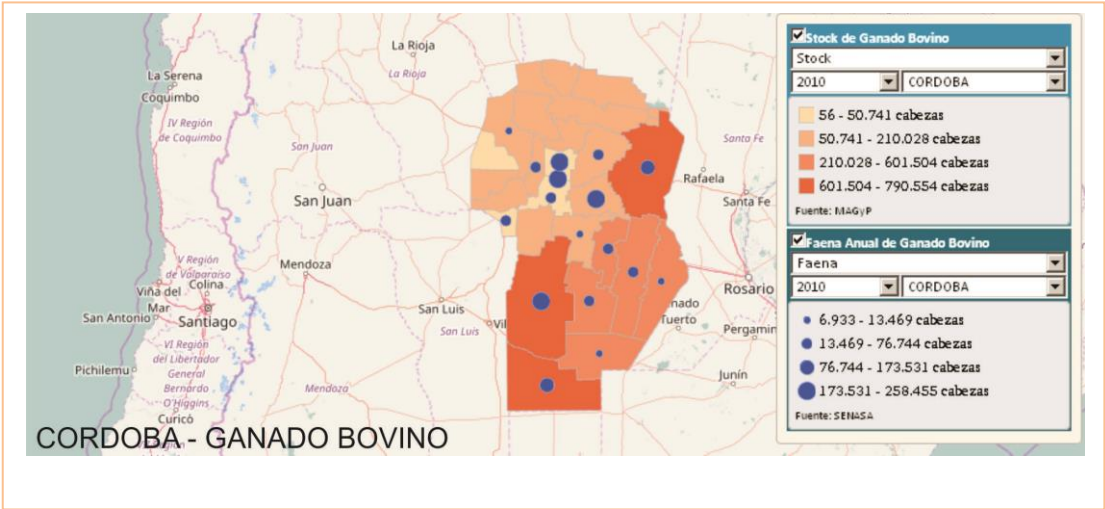 La Rioja
La Rioja
La Serena
Coquimbo
IV Región
de Coquimbo
San Juan
San Juan
Santa Fe
Rafaela
Santa Fe
V Región
de Valparaíso
Colina
Viña del
Mar
Mendoza
San Antonio
Santiago
San Luis
San Luis
Rosario
nado
Tuerto
Pergamin
VI Región
del Libertador
General
Bernardo
O'Higgins
Pichilemu
Mendoza
Junín
Curicó
CORDOBA - GANADO BOVINO
Stock de Ganado Bovino
Stock
2010 CORDOBA
56 - 50.741 cabezas
50.741 - 210.028 cabezas
210.028 - 601.504 cabezas
601.504 - 790.554 cabezas
Fuente: MAGyP
Faena Anual de Ganado Bovino
Faena
2010 CORDOBA
6.933 - 13.469 cabezas
13.469 - 76.744 cabezas
76.744 - 173.531 cabezas
173.531 - 258.455 cabezas
Fuente: SENASA